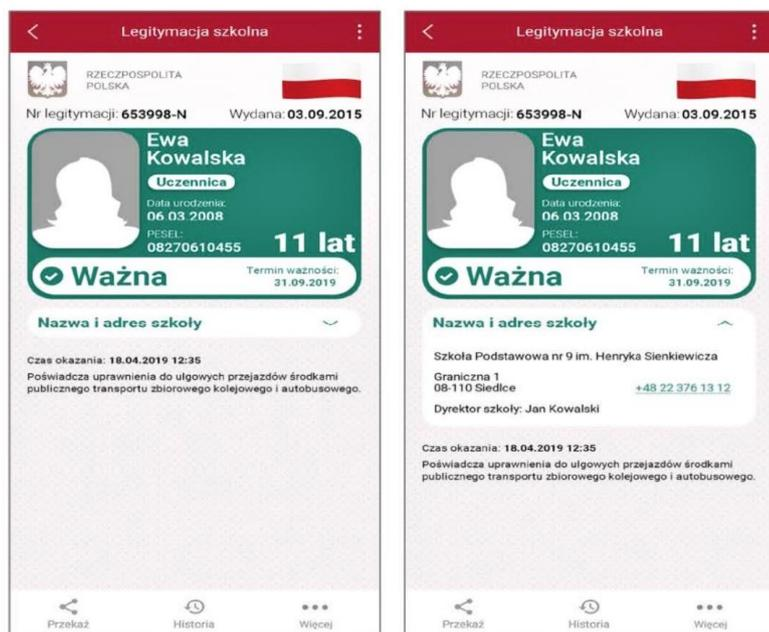 Legitymacja szkolna
RZECZPOSPOLITA
POLSKA
Nr legitymacji: 653998-N Wydana: 03.09.2015
Ewa
Kowalska
Uczennica
Data urodzenia:
06.03.2008
PESEL:
08270610455
11 lat
Ważna
Termin ważności:
31.09.2019
Nazwa i adres szkoły
Czas okazania: 18.04.2019 12:35
Poświadcza uprawnienia do ulgowych przejazdów środkami
publicznego transportu zbiorowego kolejowego i autobusowego.
Przekaż Historia Więcej
Legitymacja szkolna
RZECZPOSPOLITA
POLSKA
Nr legitymacji: 653998-N Wydana: 03.09.2015
Ewa
Kowalska
Uczennica
Data urodzenia:
06.03.2008
PESEL:
08270610455
11 lat
Ważna
Termin ważności:
31.09.2019
Nazwa i adres szkoły
Szkoła Podstawowa nr 9 im. Henryka Sienkiewicza
Graniczna 1
08-110 Siedlce +48 22 376 13 12
Dyrektor szkoły: Jan Kowalski
Czas okazania: 18.04.2019 12:35
Poświadcza uprawnienia do ulgowych przejazdów środkami
publicznego transportu zbiorowego kolejowego i autobusowego.
Przekaż Historia Więcej